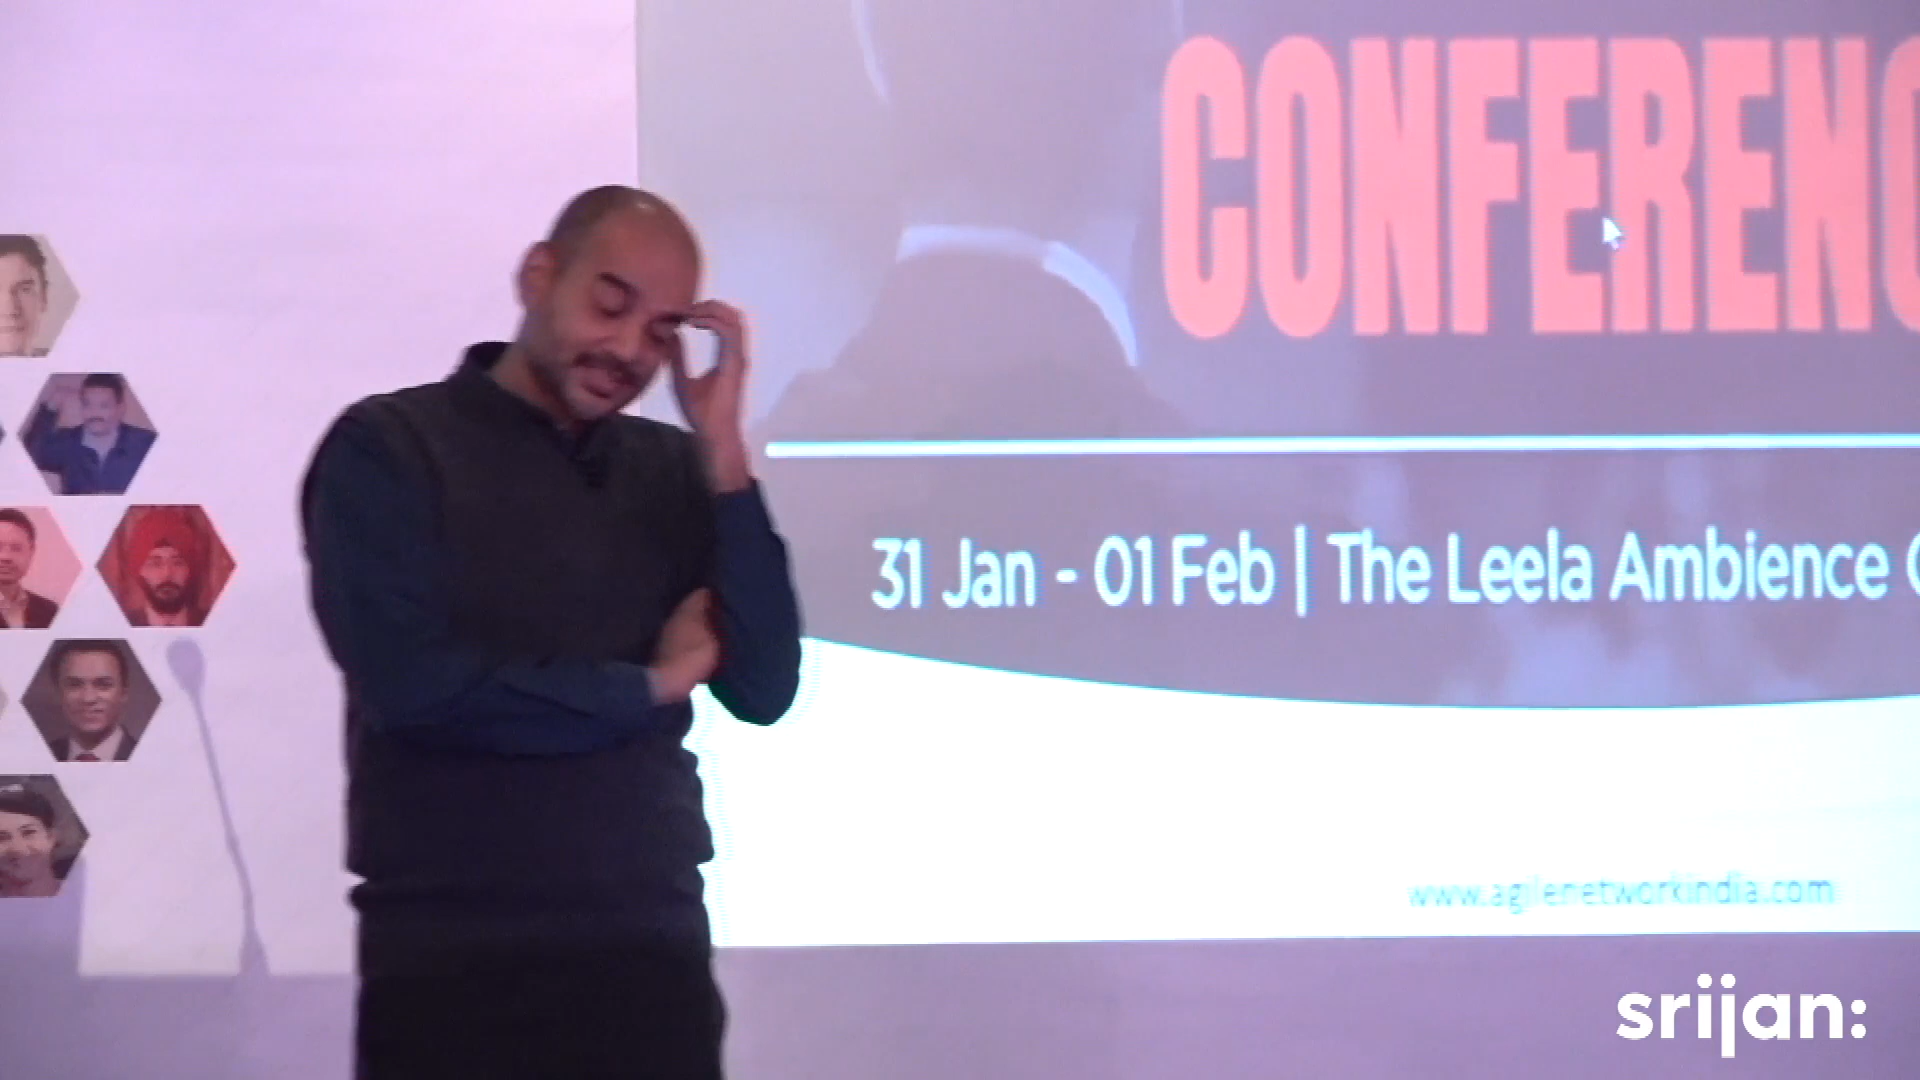 CONFERENC
31 Jan - 01 Feb | The Leela Ambience
www.agilenetworkindia.com
srijan: